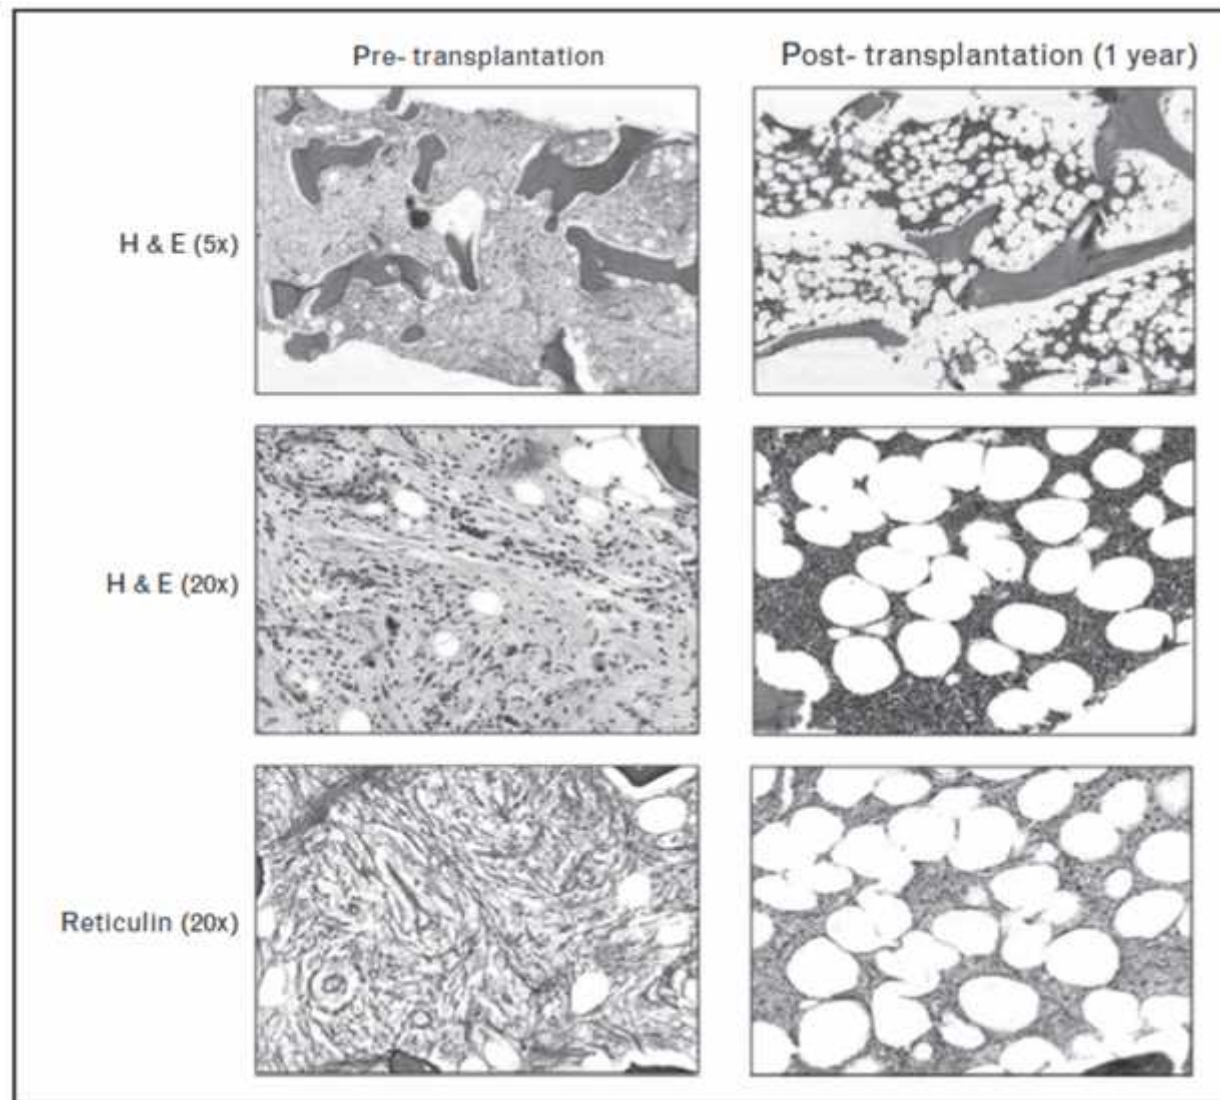 Pre- transplantation
Post- transplantation (1 year)
H & E (5x)
H & E (20x)
Reticulin (20x)